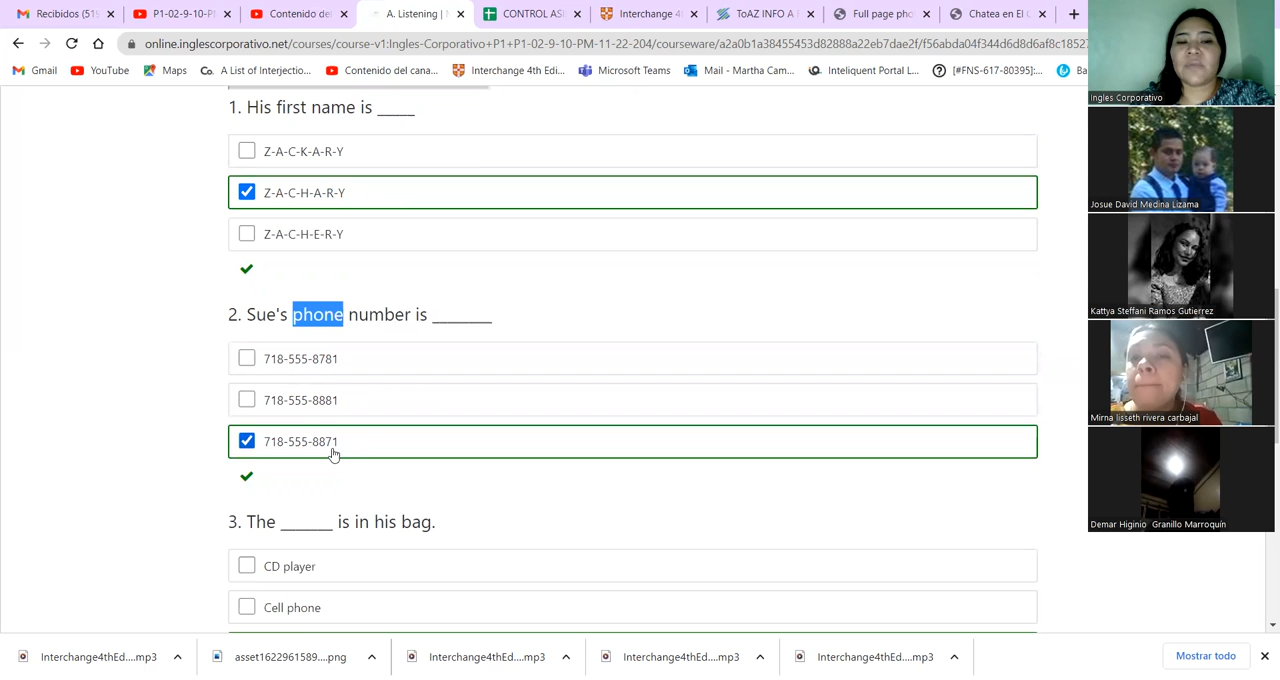 Recibidos (519
P1-02-9-10-PM
Contenido del
A. Listening | M
CONTROL ASI
Interchange 4
ToAZ INFO A
Full page pho
Chatea en El C
online.inglescorporativo.net/courses/course-v1:Ingles-Corporativo+P1+P1-02-9-10-PM-11-22-204/courseware/a2a0b1a38455453d82888a22eb7dae2f/f56abda04f344d6d8d6af8c1852
Gmail
YouTube
Maps
A List of Interjectio...
Contenido del cana...
Interchange 4th Edi...
Microsoft Teams
Mail - Martha Cam...
Inteliquent Portal L...
[#FNS-617-80395]:...
Ba
1. His first name is _____
Z-A-C-K-A-R-Y
Z-A-C-H-A-R-Y
Z-A-C-H-E-R-Y
2. Sue's phone number is ________
718-555-8781
718-555-8881
718-555-8871
3. The _______ is in his bag.
CD player
Cell phone
Ingles Corporativo
Josue David Medina Lizama
Kattya Steffani Ramos Gutierrez
Mirna lisseth rivera carbajal
Demar Higinio Granillo Marroquín
Interchange4thEd....mp3
asset1622961589....png
Interchange4thEd....mp3
Interchange4thEd....mp3
Interchange4thEd....mp3
Mostrar todo